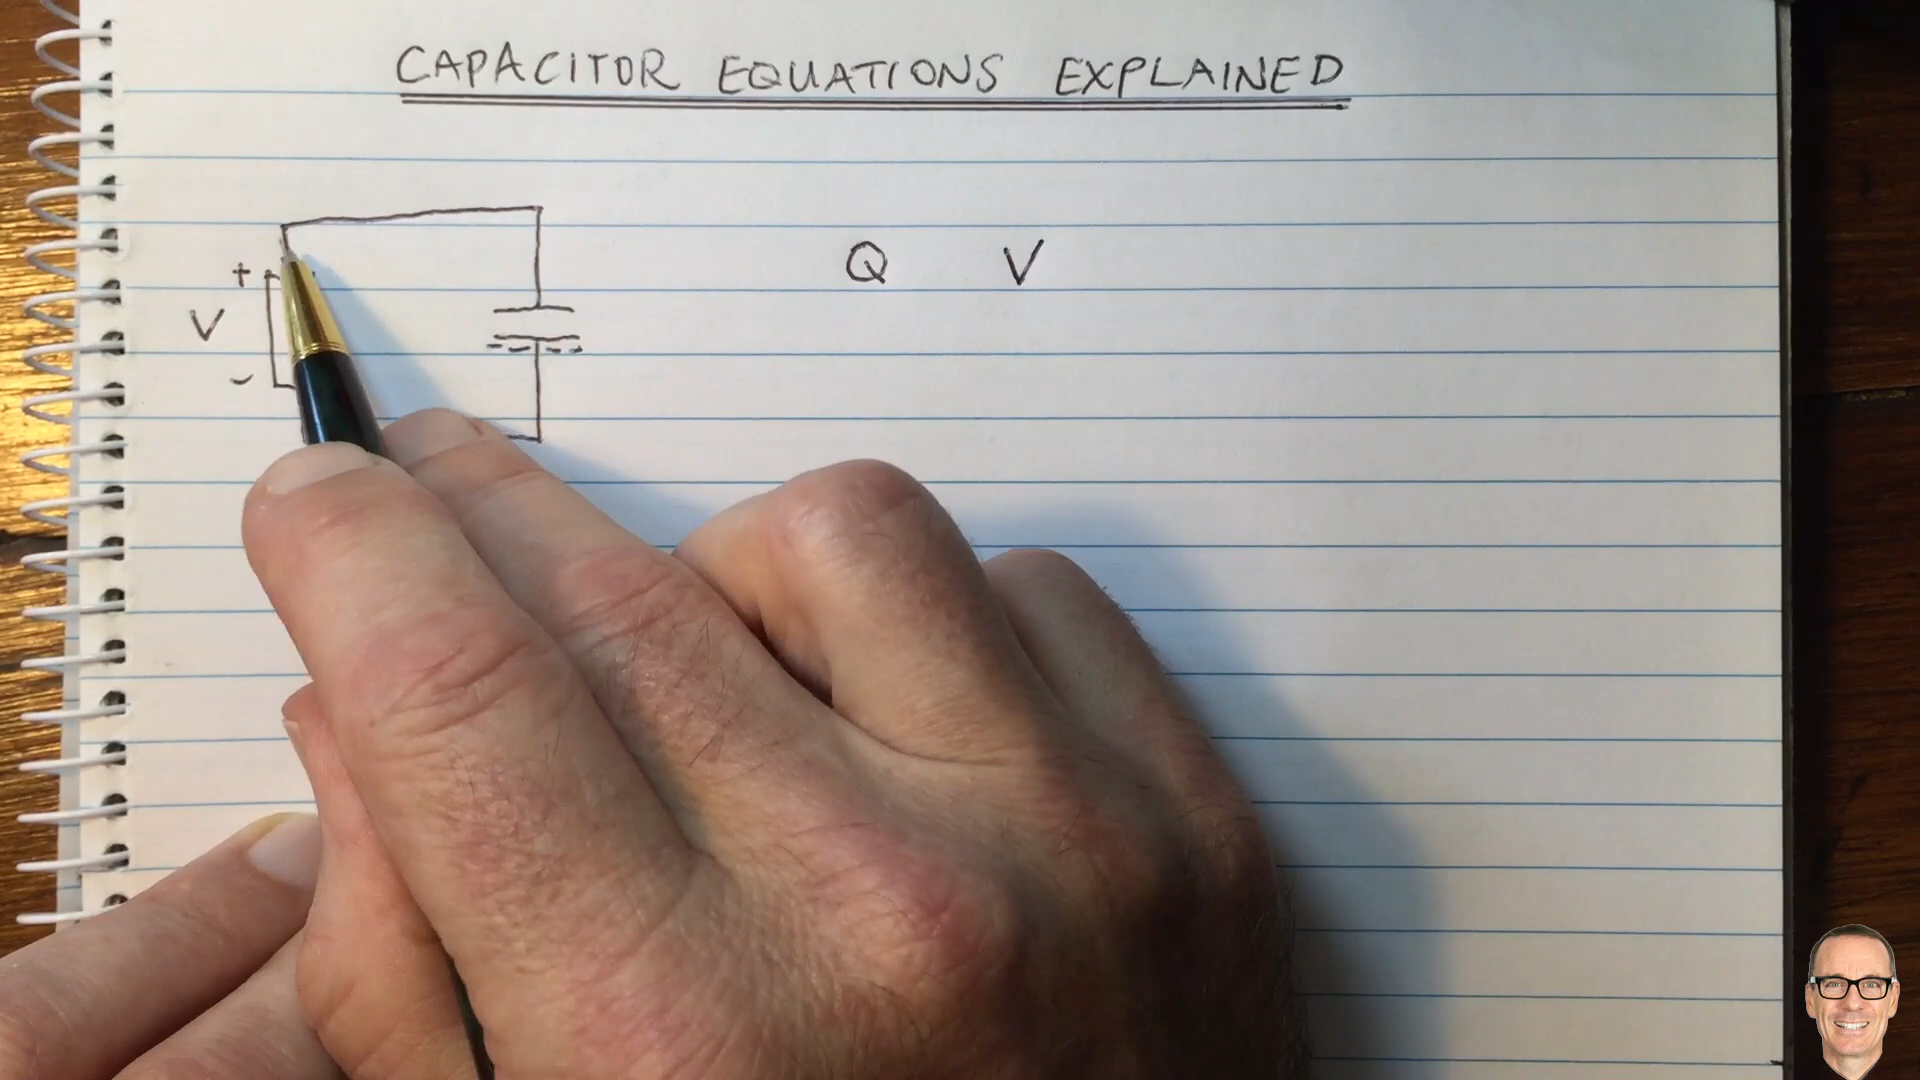 CAPACITOR EQUATIONS EXPLAINED
Q V
+
V
-